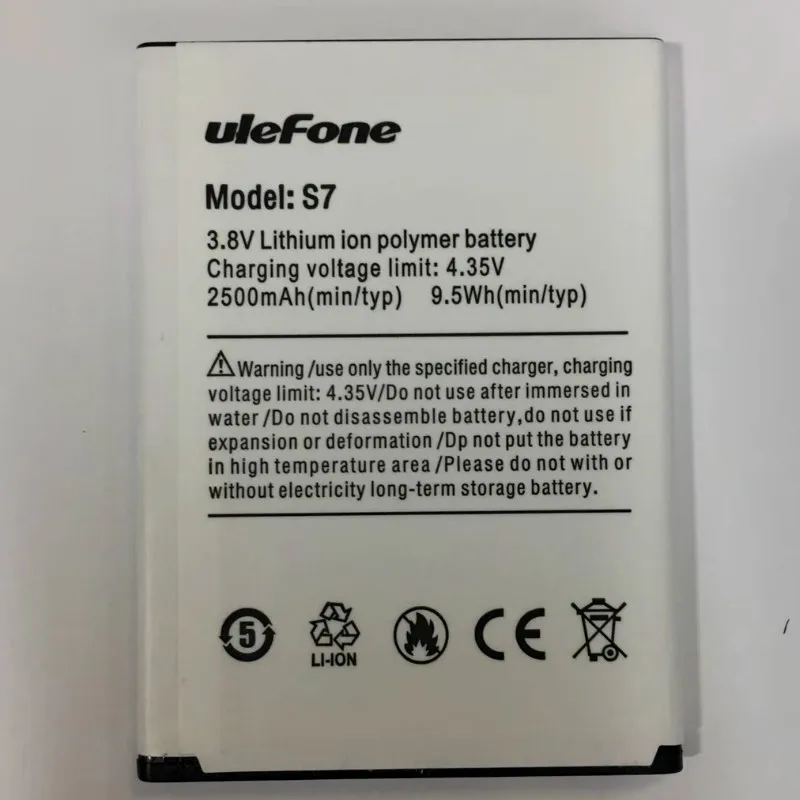 uleFone
Model: S7
3.8V Lithium ion polymer battery
Charging voltage limit: 4.35V
2500mAh(min/typ) 9.5Wh(min/typ)
Warning /use only the specified charger, charging
voltage limit: 4.35V/Do not use after immersed in
water /Do not disassemble battery,do not use if
expansion or deformation /Dp not put the battery
in high temperature area /Please do not with or
without electricity long-term storage battery.
5
LI-ION
CE